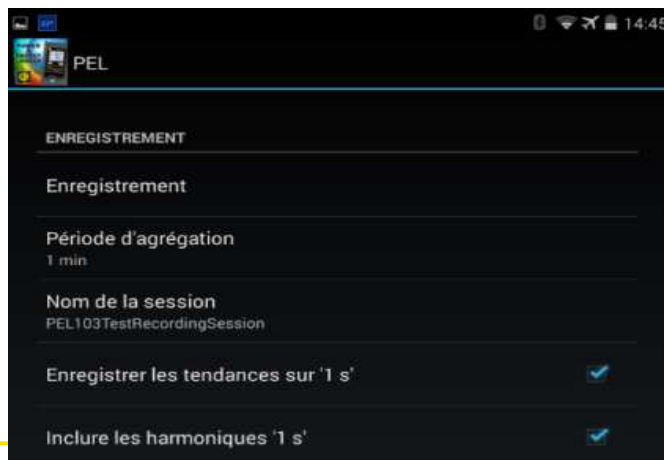 14:45
PEL
ENREGISTREMENT
Enregistrement
Période d'agrégation
1 min
Nom de la session
PEL103TestRecordingSession
Enregistrer les tendances sur '1 s'
Inclure les harmoniques '1 s'